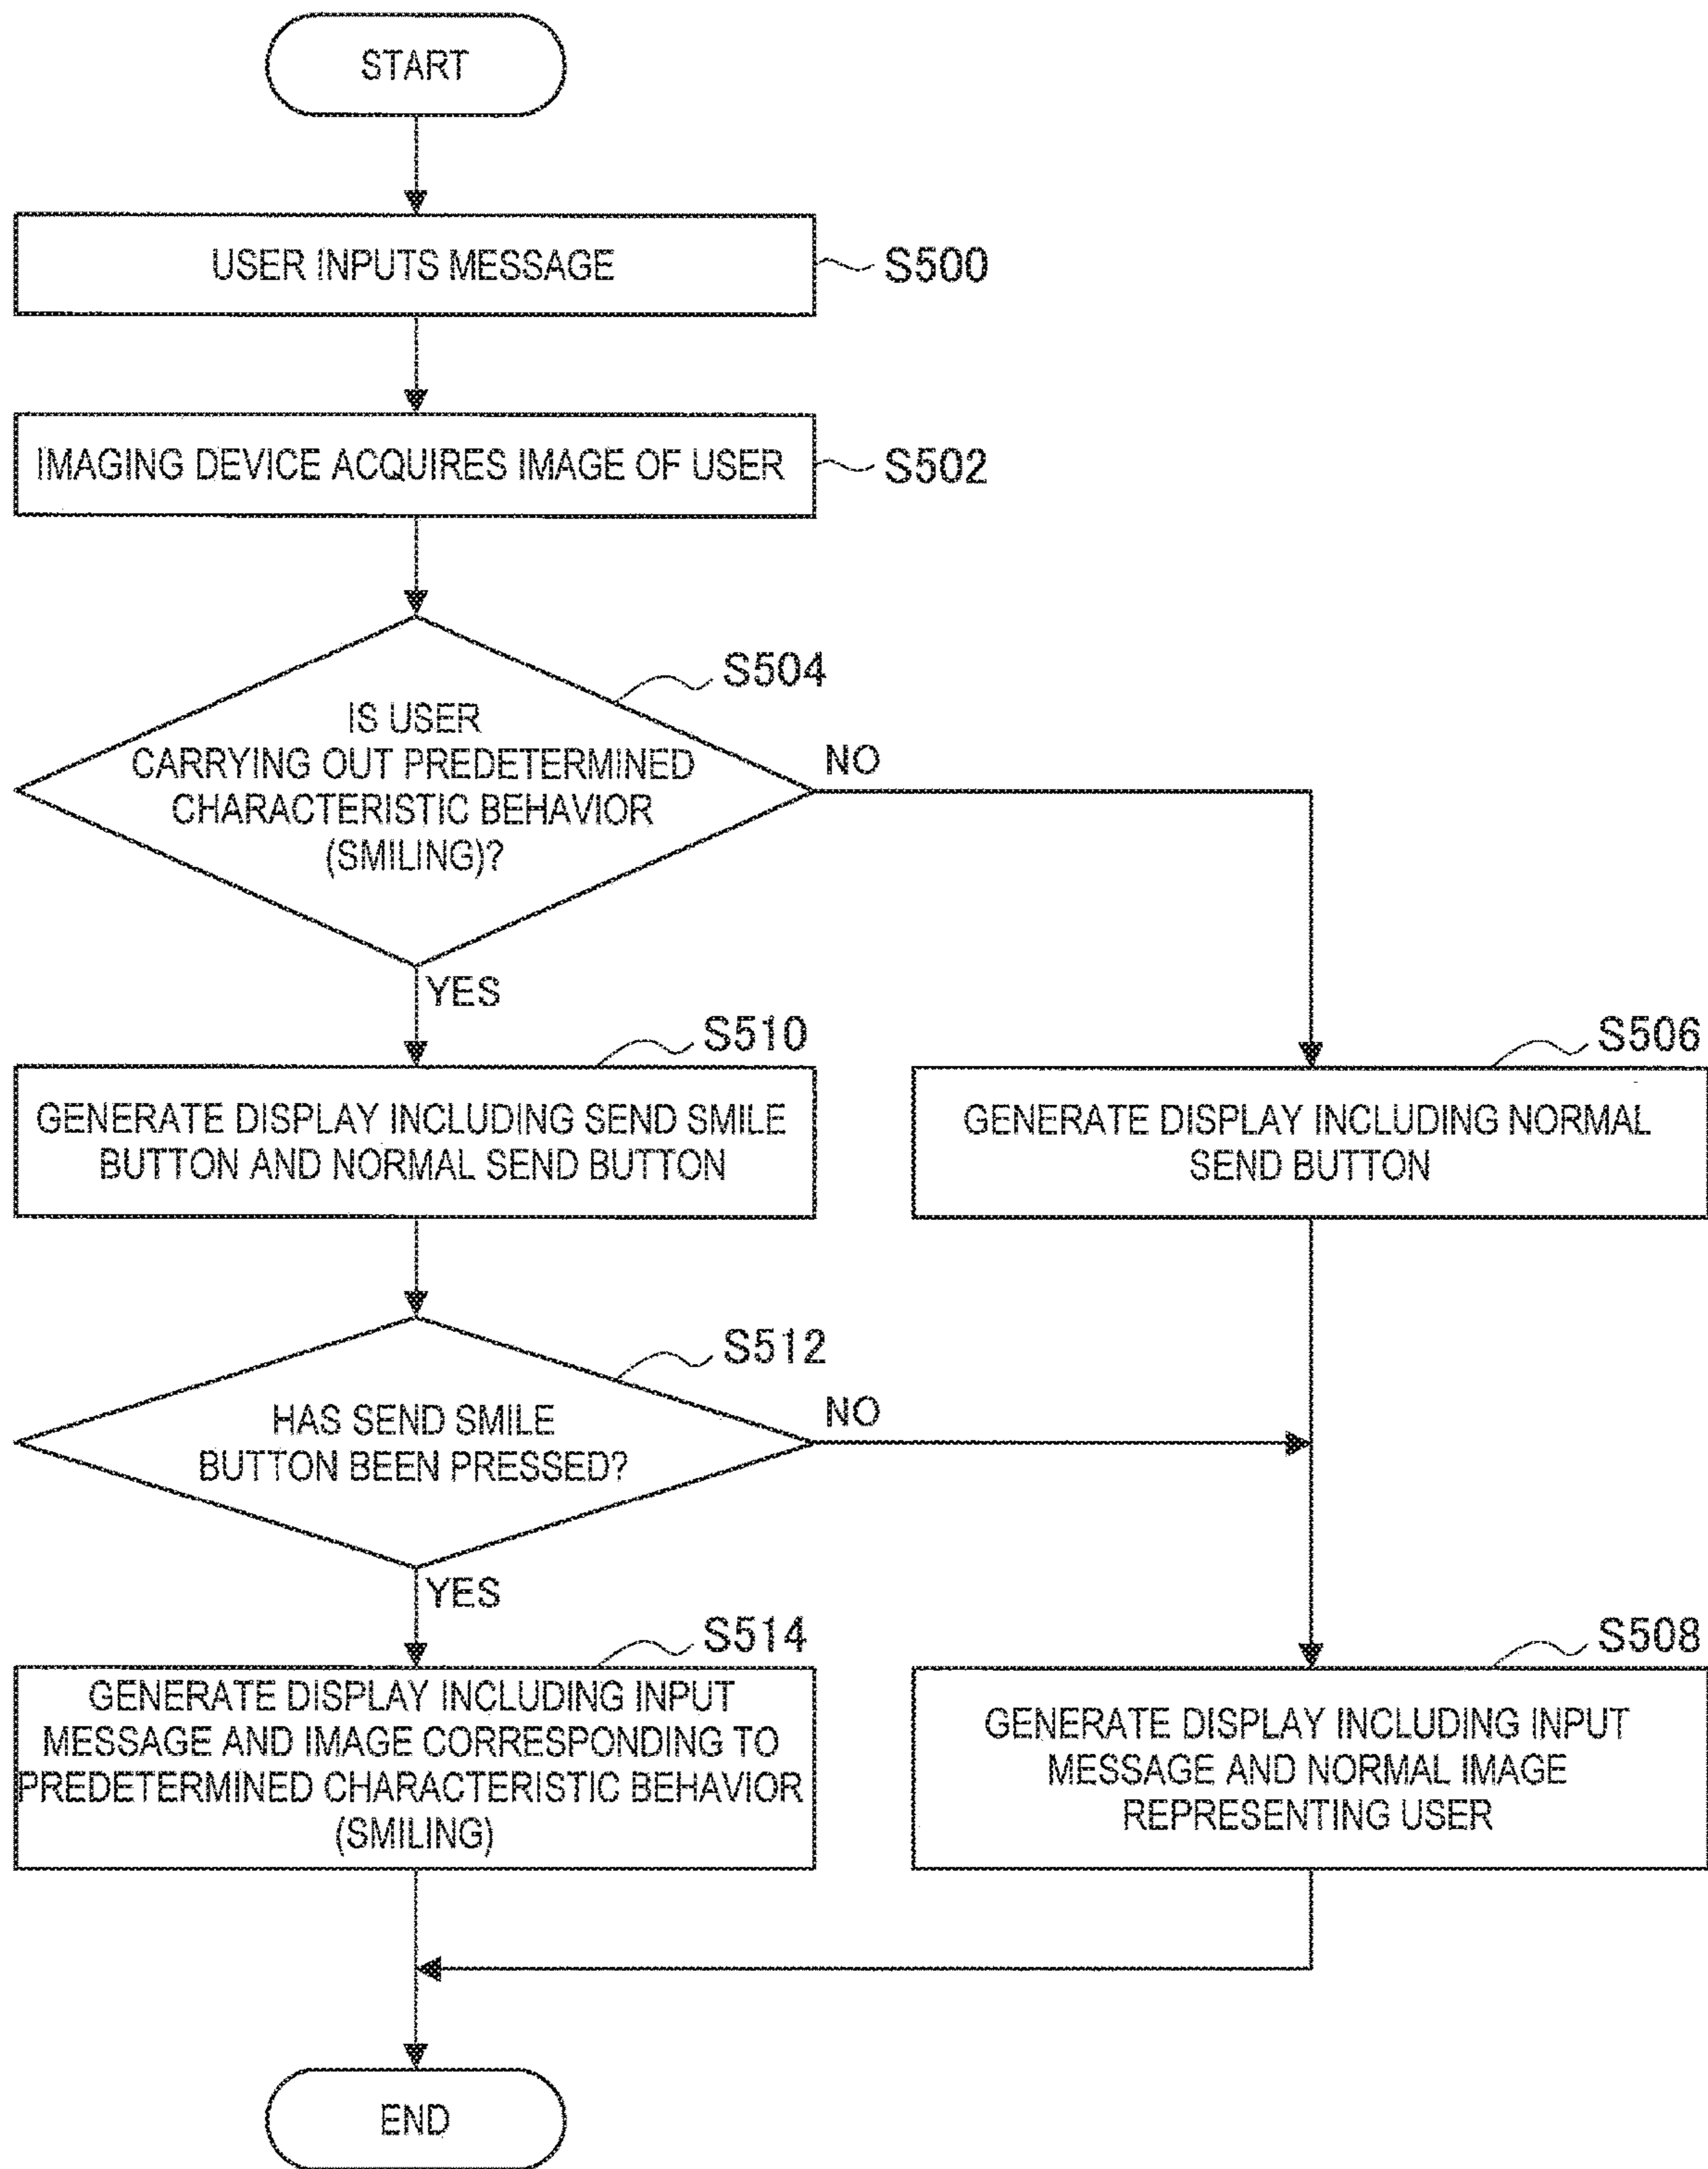 START
USER INPUTS MESSAGE
S500
IMAGING DEVICE ACQUIRES IMAGE OF USER
S502
S504
IS USER
CARRYING OUT PREDETERMINED
CHARACTERISTIC BEHAVIOR
(SMILING)?
NO
YES
S510
GENERATE DISPLAY INCLUDING SEND SMILE
BUTTON AND NORMAL SEND BUTTON
S506
GENERATE DISPLAY INCLUDING NORMAL
SEND BUTTON
S512
HAS SEND SMILE
BUTTON BEEN PRESSED?
NO
YES
S514
GENERATE DISPLAY INCLUDING INPUT
MESSAGE AND IMAGE CORRESPONDING TO
PREDETERMINED CHARACTERISTIC BEHAVIOR
(SMILING)
S508
GENERATE DISPLAY INCLUDING INPUT
MESSAGE AND NORMAL IMAGE
REPRESENTING USER
END